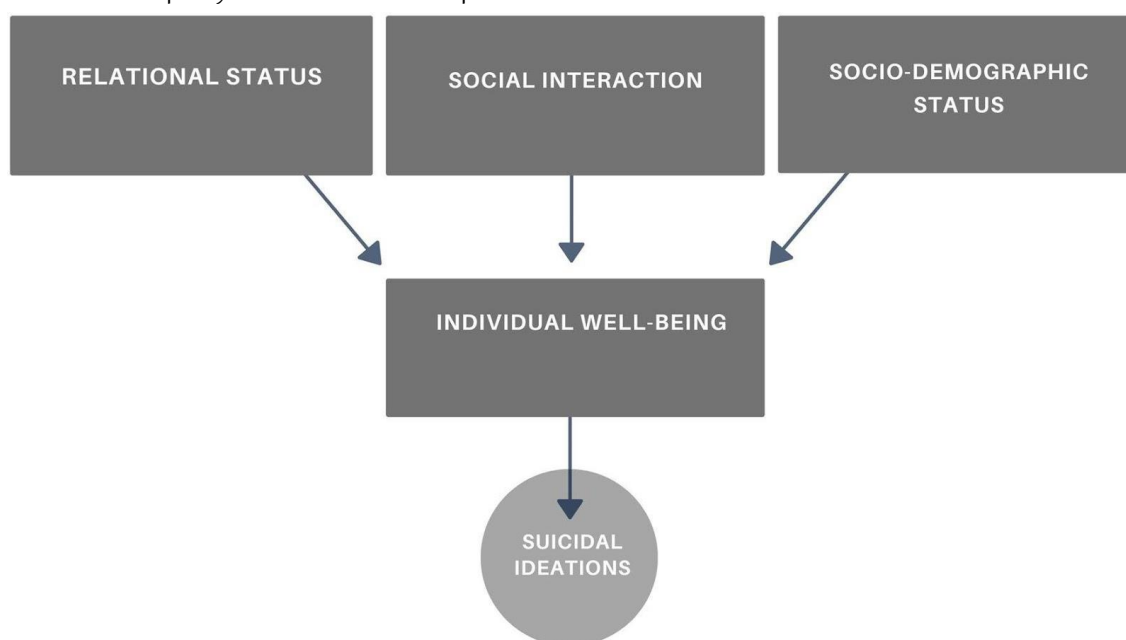 RELATIONAL STATUS
SOCIAL INTERACTION
SOCIO-DEMOGRAPHIC
STATUS
INDIVIDUAL WELL-BEING
SUICIDAL
IDEATIONS